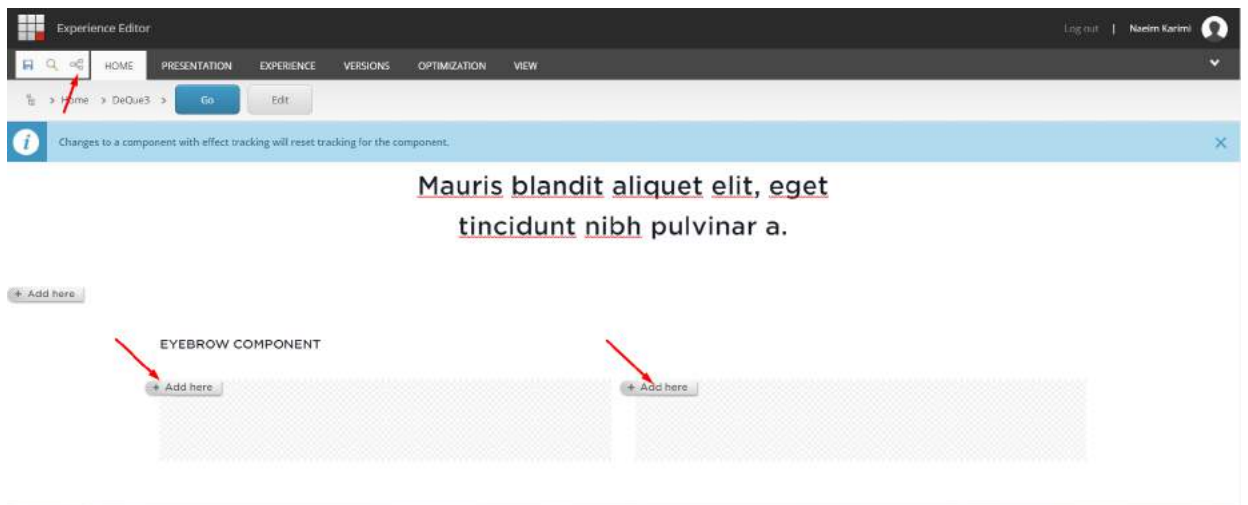 Experience Editor
Log out | Naeim Karimi
HOME PRESENTATION EXPERIENCE VERSIONS OPTIMIZATION VIEW
> Home > DeQue3 > Go Edit
i Changes to a component with effect tracking will reset tracking for the component.
Mauris blandit aliquet elit, eget
tincidunt nibh pulvinar a.
+ Add here
EYEBROW COMPONENT
+ Add here + Add here